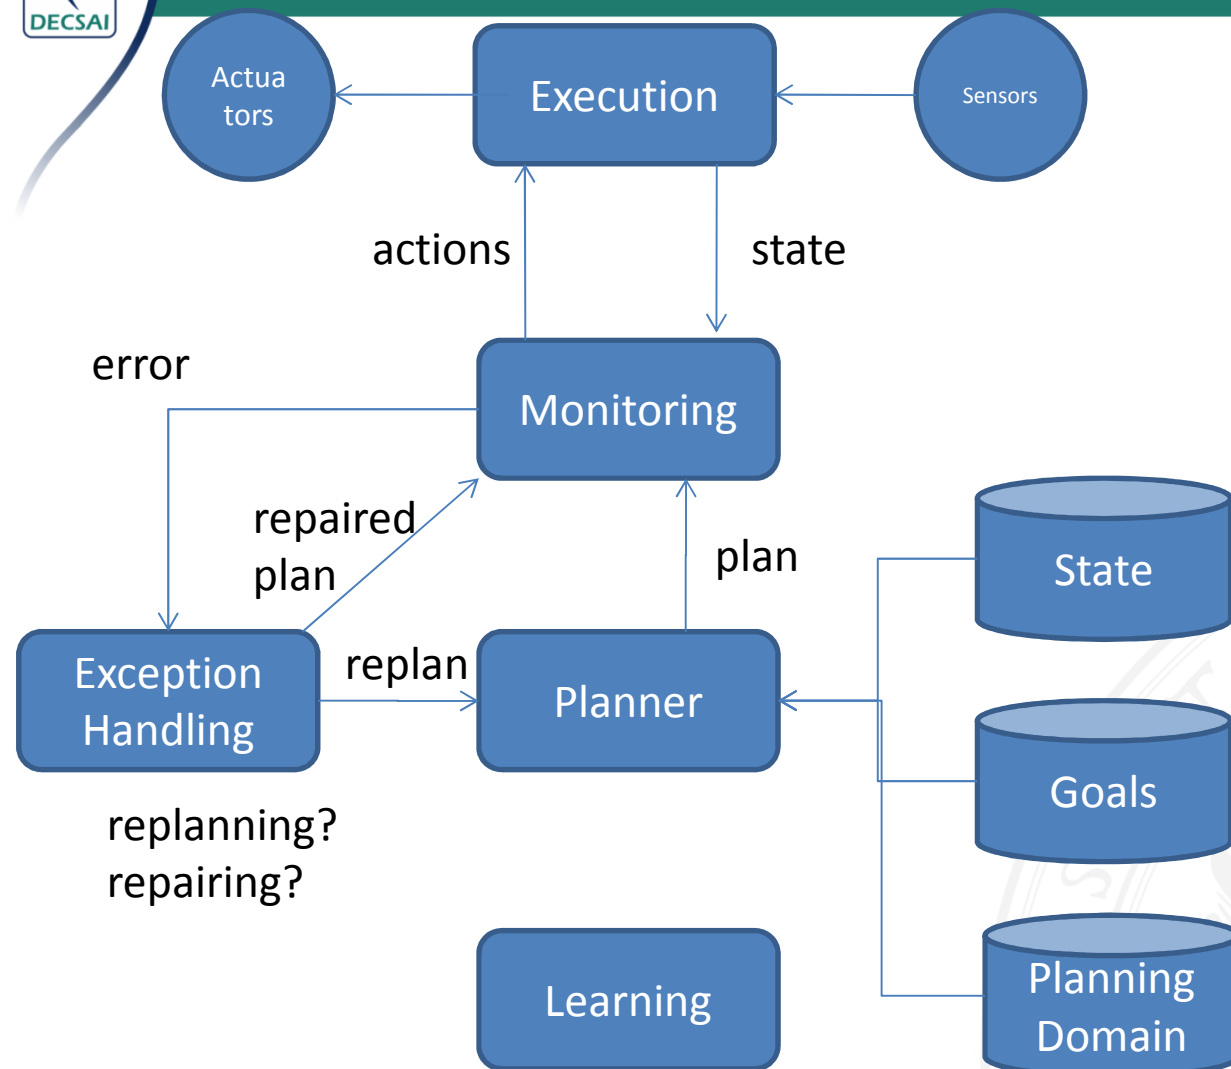 DECSAI
Actua
tors
Execution
Sensors
actions
state
error
Monitoring
repaired
plan
plan
State
Exception
Handling
replan
Planner
Goals
replanning?
repairing?
Learning
Planning
Domain